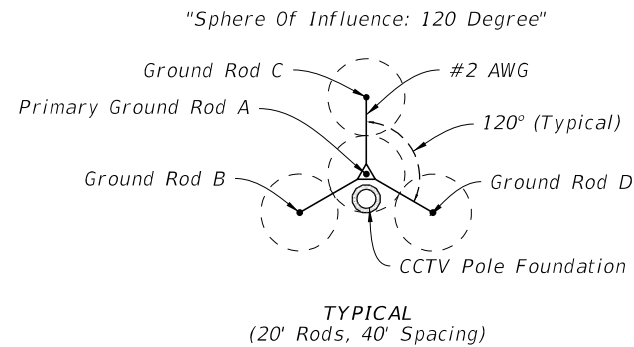 "Sphere Of Influence: 120 Degree"
Ground Rod C
#2 AWG
Primary Ground Rod A
120° (Typical)
Ground Rod B
Ground Rod D
CCTV Pole Foundation
TYPICAL
(20' Rods, 40' Spacing)